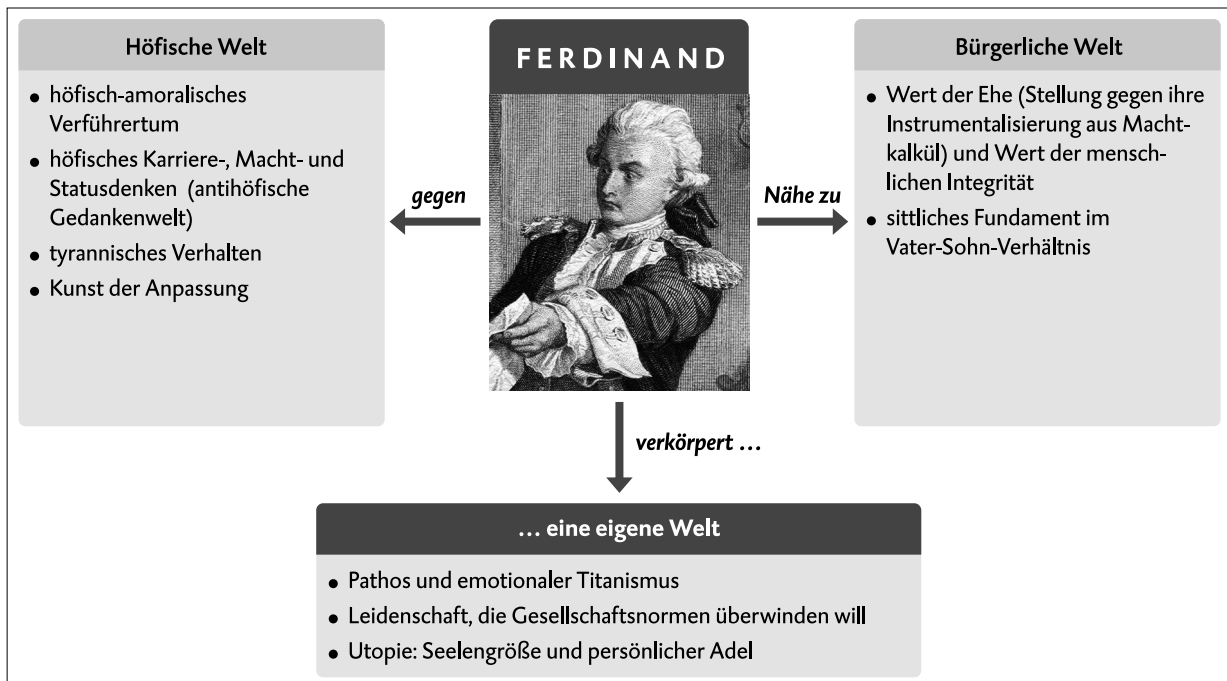 Höfische Welt
• höfisch-amoralisches
Verführertum
• höfisches Karriere-, Macht- und
Statusdenken (antihöfische
Gedankenwelt)
• tyrannisches Verhalten
• Kunst der Anpassung
gegen
FERDINAND
Nähe zu
Bürgerliche Welt
• Wert der Ehe (Stellung gegen ihre
Instrumentalisierung aus Macht-
kalkül) und Wert der mensch-
lichen Integrität
• sittliches Fundament im
Vater-Sohn-Verhältnis
verkörpert …
… eine eigene Welt
• Pathos und emotionaler Titanismus
• Leidenschaft, die Gesellschaftsnormen überwinden will
• Utopie: Seelengröße und persönlicher Adel